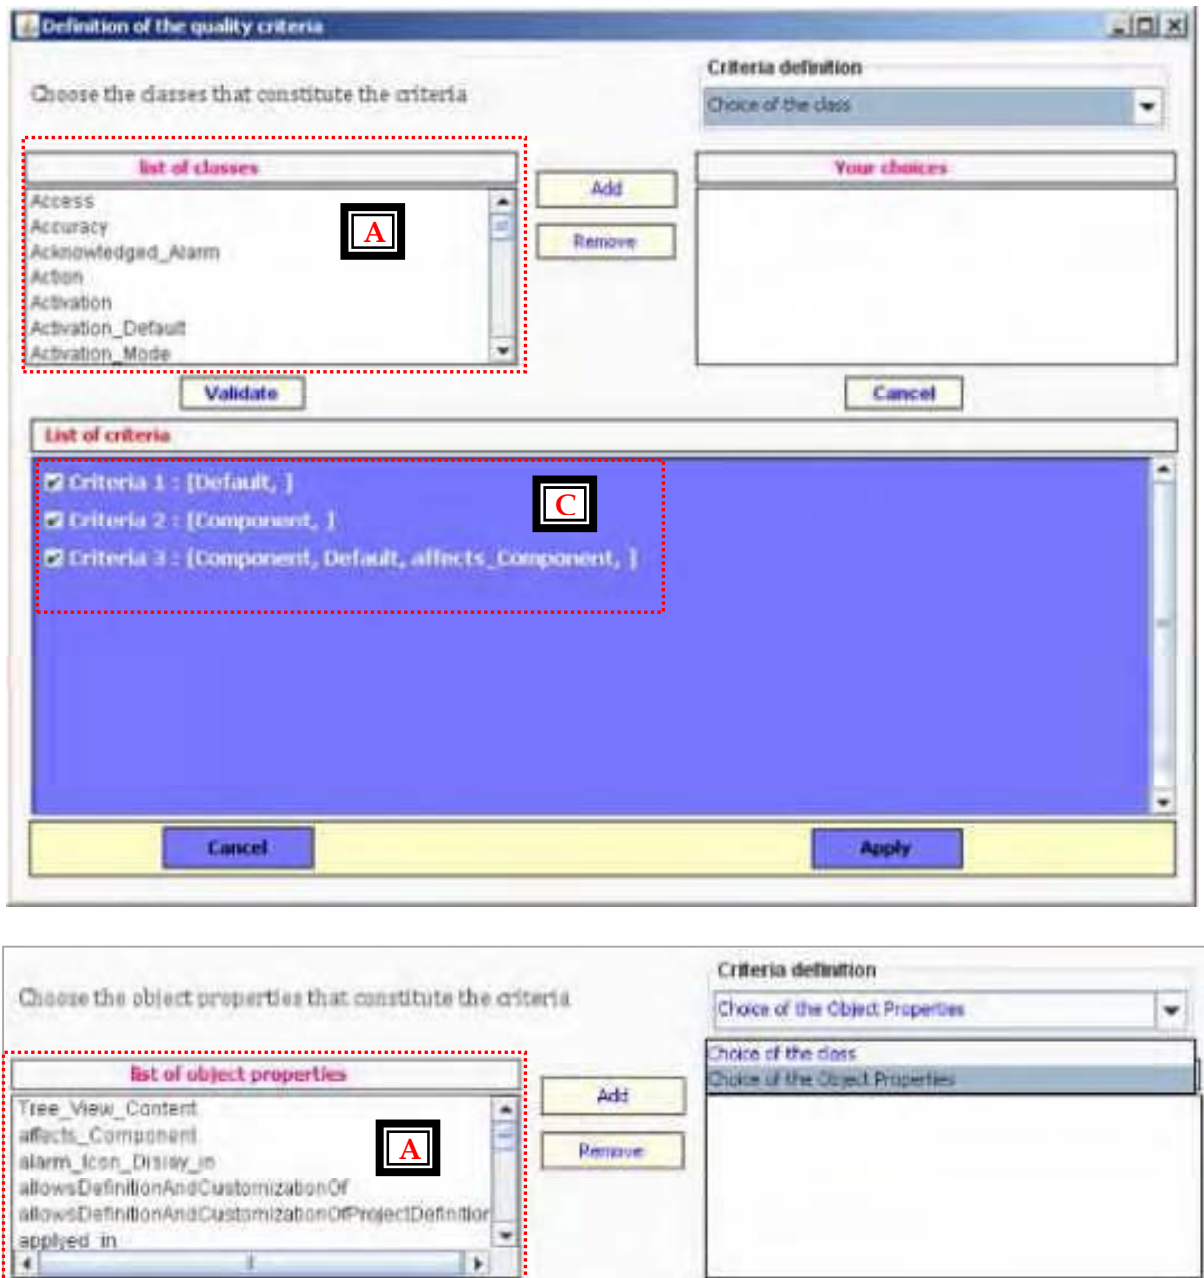 Definition of the quality criteria
Criteria definition
Choose the classes that constitute the criteria
Choice of the class
list of classes
Your choices
Access
Accuracy
Acknowledged_Alarm
Action
Activation
Activation_Default
Activation_Mode
A
Add
Remove
Validate
Cancel
List of criteria
Criteria 1 : [Default, ]
Criteria 2 : [Component, ]
Criteria 3 : [Component, Default, affects_Component, ]
C
Cancel
Apply
Criteria definition
Choose the object properties that constitute the criteria
Choice of the Object Properties
Choice of the class
Choice of the Object Properties
list of object properties
Tree_View_Content
affects_Component
alarm_Icon_Dislay_in
allowsDefinitionAndCustomizationOf
allowsDefinitionAndCustomizationOfProjectDefinition
applyed_in
A
Add
Remove